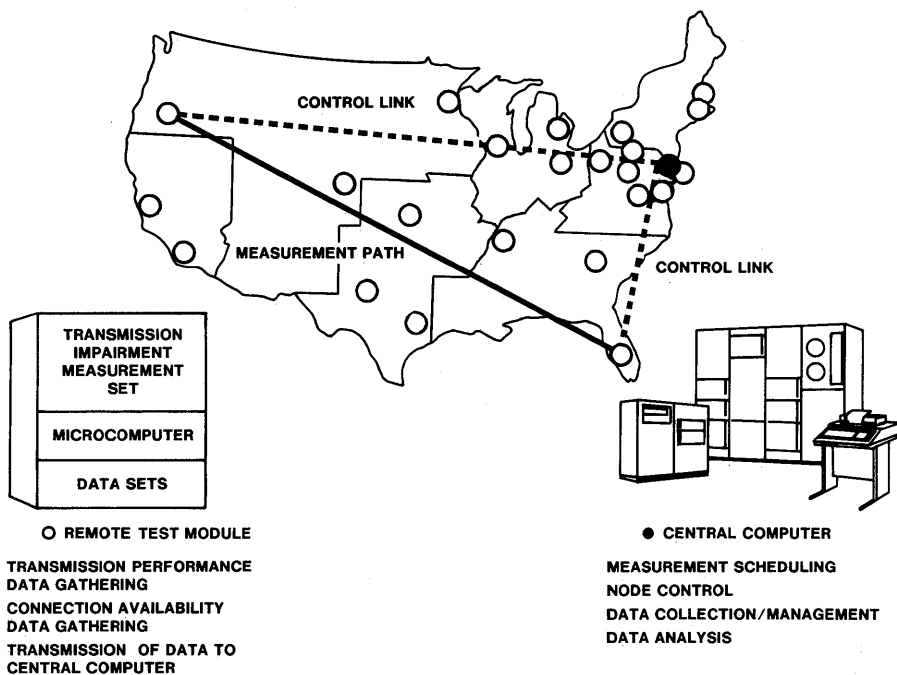 CONTROL LINK
MEASUREMENT PATH
CONTROL LINK
TRANSMISSION
IMPAIRMENT
MEASUREMENT
SET
MICROCOMPUTER
DATA SETS
REMOTE TEST MODULE
TRANSMISSION PERFORMANCE
DATA GATHERING
CONNECTION AVAILABILITY
DATA GATHERING
TRANSMISSION OF DATA TO
CENTRAL COMPUTER
CENTRAL COMPUTER
MEASUREMENT SCHEDULING
NODE CONTROL
DATA COLLECTION/MANAGEMENT
DATA ANALYSIS